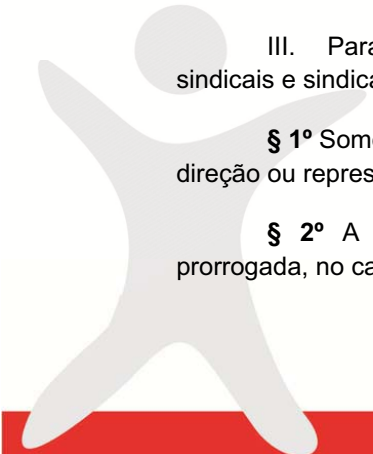 III. Para
sindicais e sindica
§ 1º Some
direção ou repres
§ 2º A
prorrogada, no ca